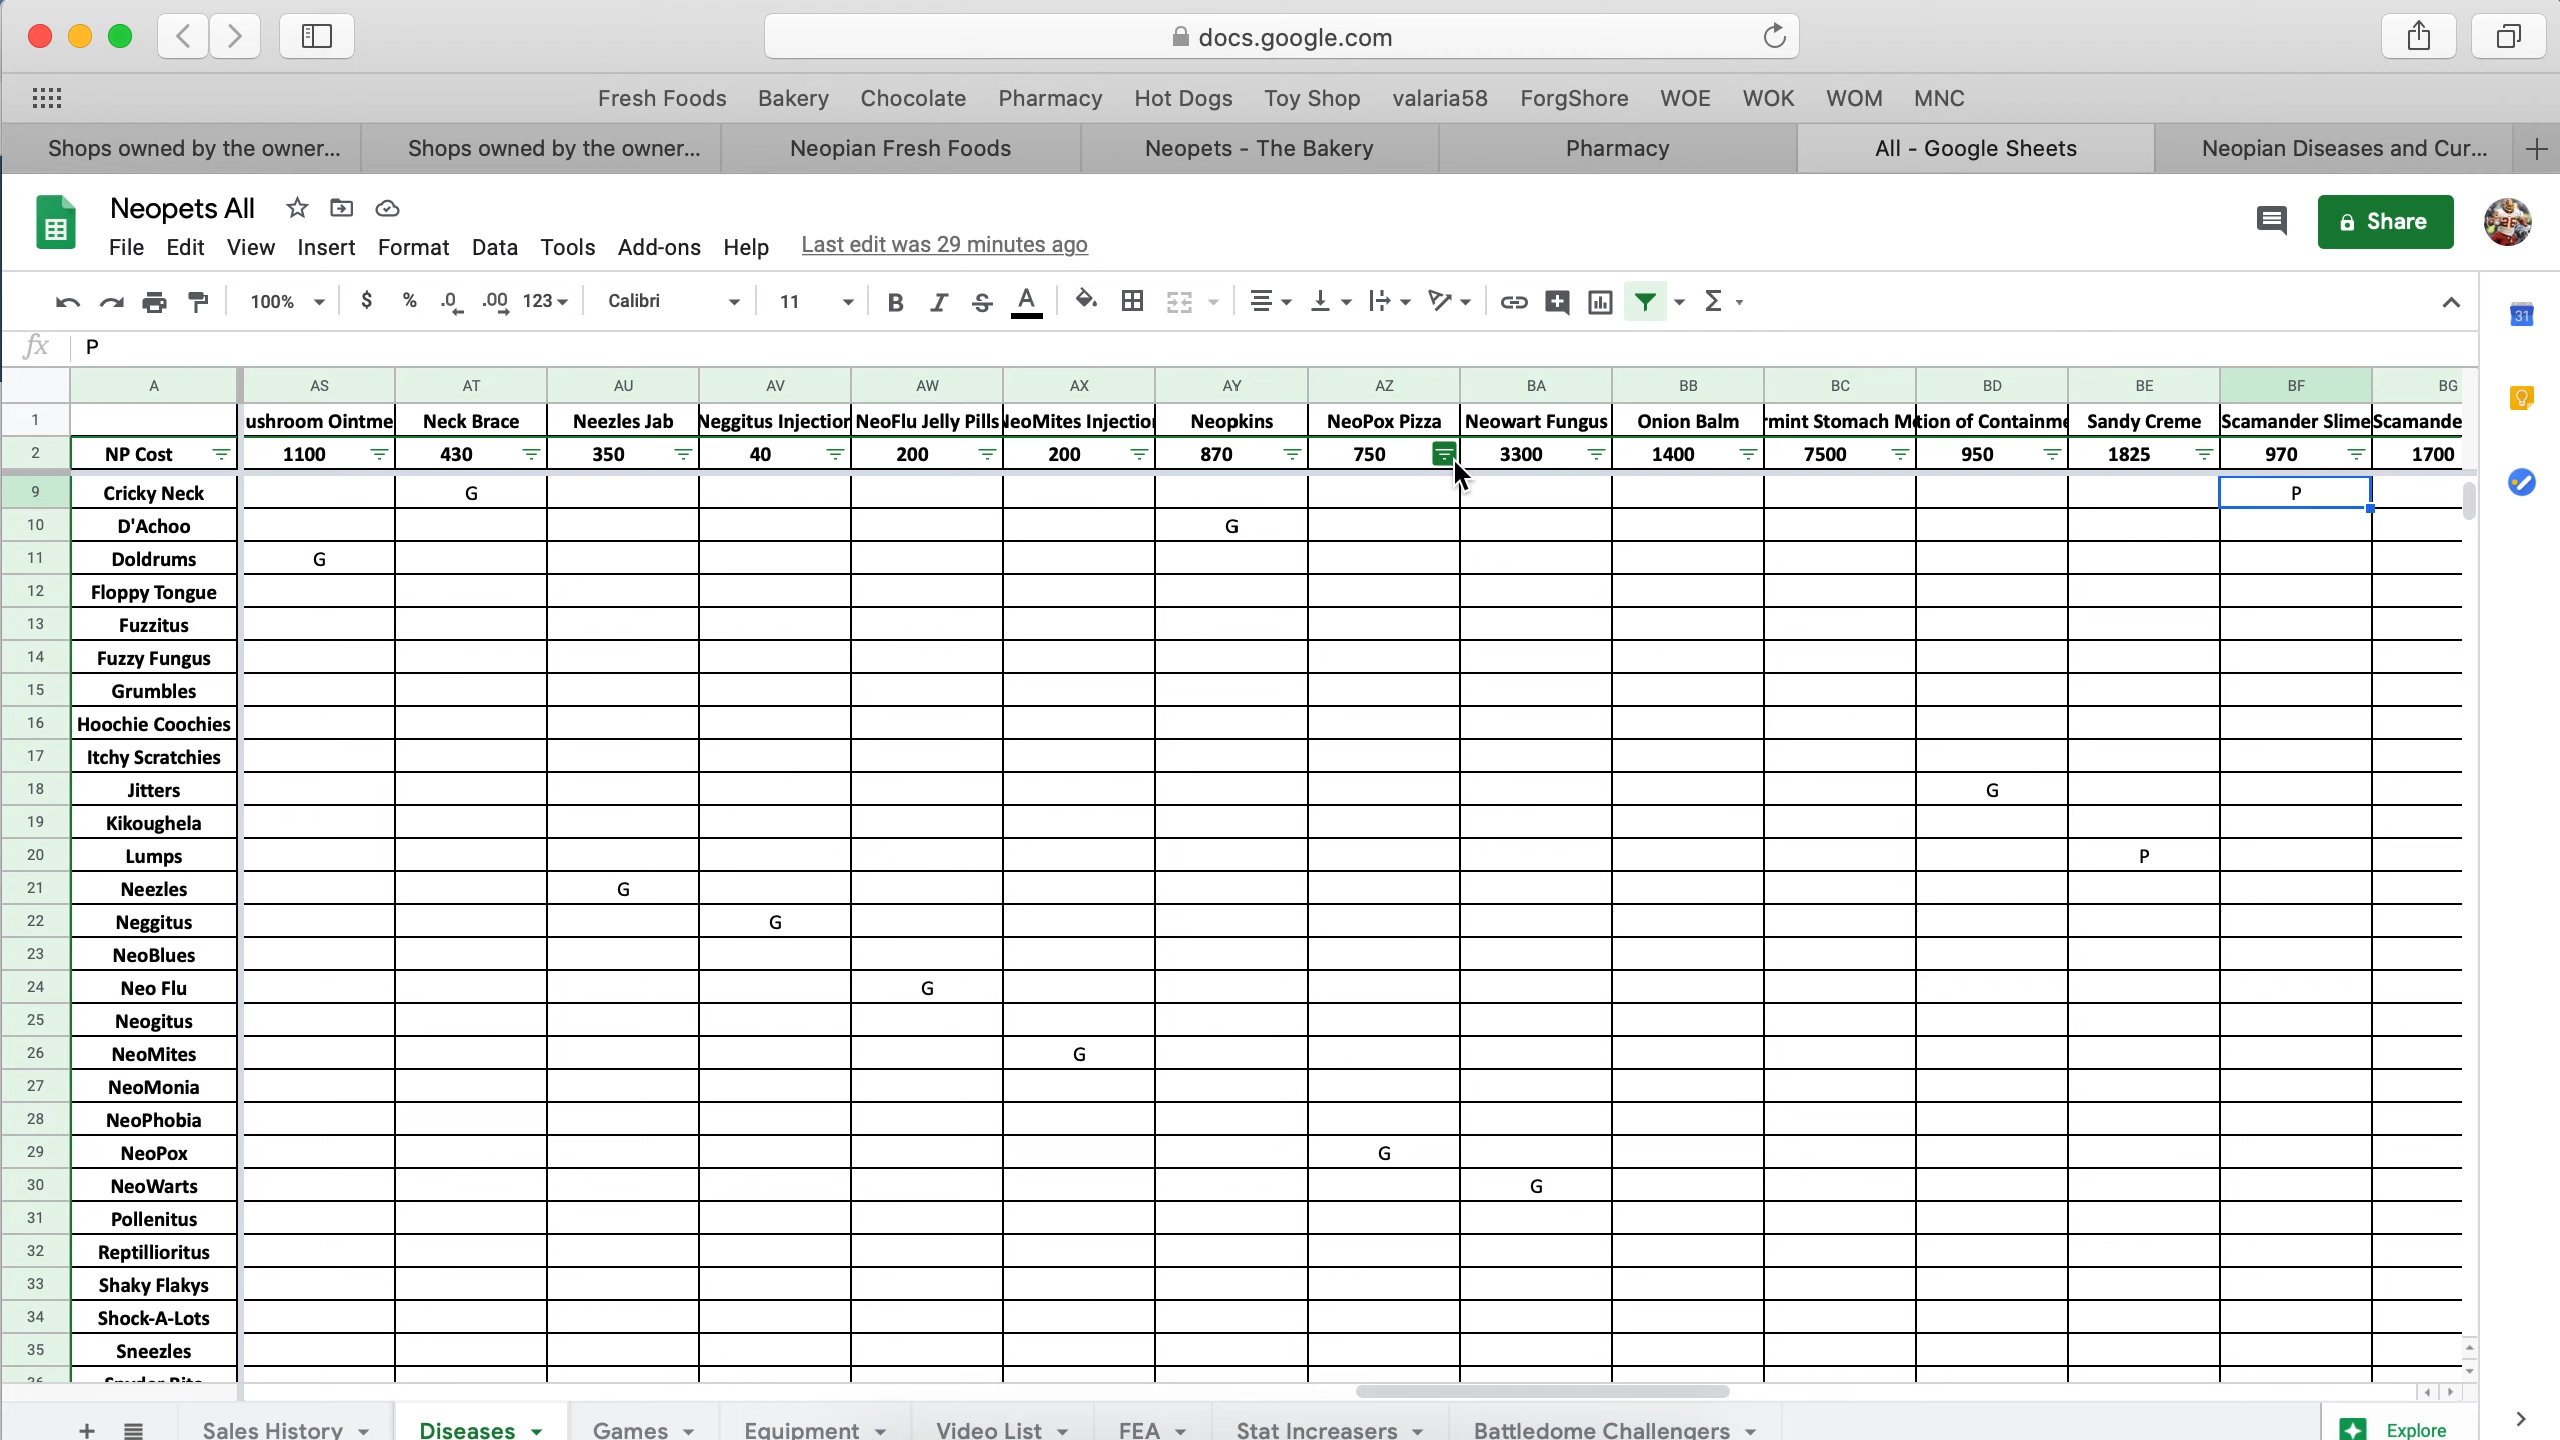 docs.google.com
Fresh Foods Bakery Chocolate Pharmacy Hot Dogs Toy Shop valaria58 ForgShore WOE WOK WOM MNC
Shops owned by the owner... Shops owned by the owner... Neopian Fresh Foods Neopets - The Bakery Pharmacy All - Google Sheets Neopian Diseases and Cur...
Neopets All
File Edit View Insert Format Data Tools Add-ons Help Last edit was 29 minutes ago
Share
100% $ % .0 .00 123 Calibri 11 B I S A Σ
31
fx P
A AS AT AU AV AW AX AY AZ BA BB BC BD BE BF BG
1 ushroom Ointme Neck Brace Neezles Jab Neggitus Injection NeoFlu Jelly Pills NeoMites Injectio Neopkins NeoPox Pizza Neowart Fungus Onion Balm rmint Stomach M tion of Containme Sandy Creme Scamander Slime Scamande
2 NP Cost 1100 430 350 40 200 200 870 750 3300 1400 7500 950 1825 970 1700
9 Cricky Neck G P
10 D'Achoo G
11 Doldrums G
12 Floppy Tongue
13 Fuzzitus
14 Fuzzy Fungus
15 Grumbles
16 Hoochie Coochies
17 Itchy Scratchies
18 Jitters G
19 Kikoughela
20 Lumps P
21 Neezles G
22 Neggitus G
23 NeoBlues
24 Neo Flu G
25 Neogitus
26 NeoMites G
27 NeoMonia
28 NeoPhobia
29 NeoPox G
30 NeoWarts G
31 Pollenitus
32 Reptillioritus
33 Shaky Flakys
34 Shock-A-Lots
35 Sneezles
Sales History Diseases Games Equipment Video List FEA Stat Increasers Battledome Challengers Explore